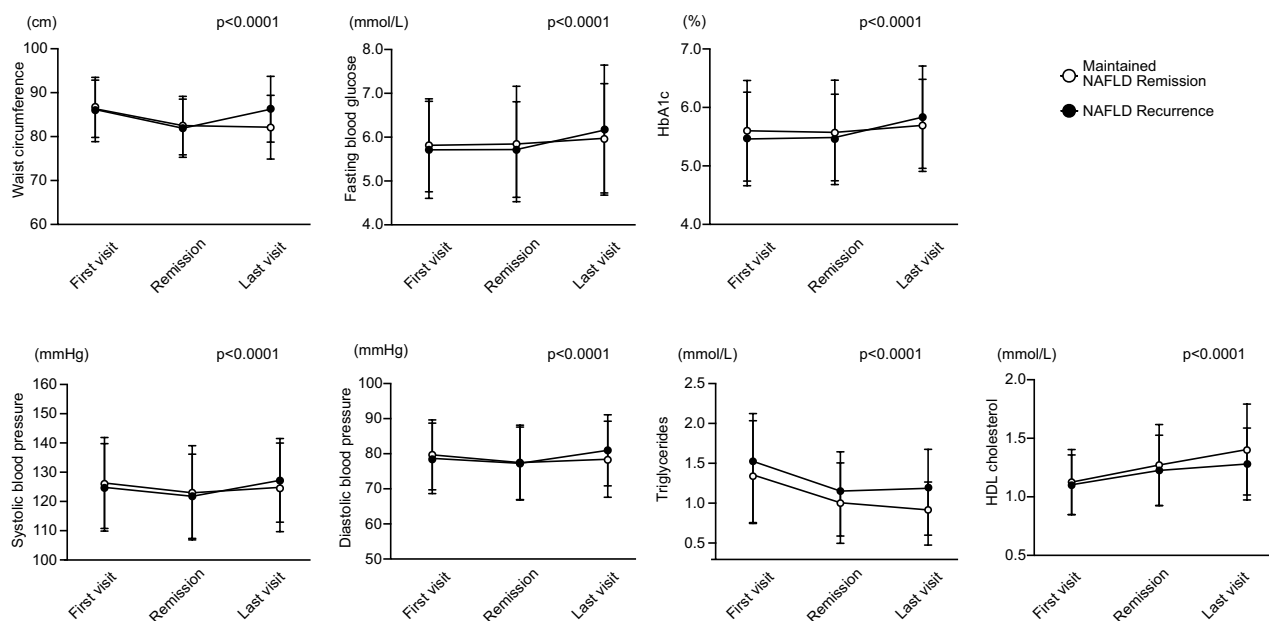 (cm)
p<0.0001
Waist circumference
100
90
80
70
60
First visit
Remission
Last visit
(mmol/L)
p<0.0001
Fasting blood glucose
8.0
7.0
6.0
5.0
4.0
First visit
Remission
Last visit
(%)
p<0.0001
HbA1c
7.0
6.0
5.0
4.0
First visit
Remission
Last visit
Maintained
NAFLD Remission
NAFLD Recurrence
(mmHg)
p<0.0001
Systolic blood pressure
160
150
140
130
120
110
100
First visit
Remission
Last visit
(mmHg)
p<0.0001
Diastolic blood pressure
100
90
80
70
60
50
First visit
Remission
Last visit
(mmol/L)
p<0.0001
Triglycerides
2.5
2.0
1.5
1.0
0.5
First visit
Remission
Last visit
(mmol/L)
p<0.0001
HDL cholesterol
2.0
1.5
1.0
0.5
First visit
Remission
Last visit